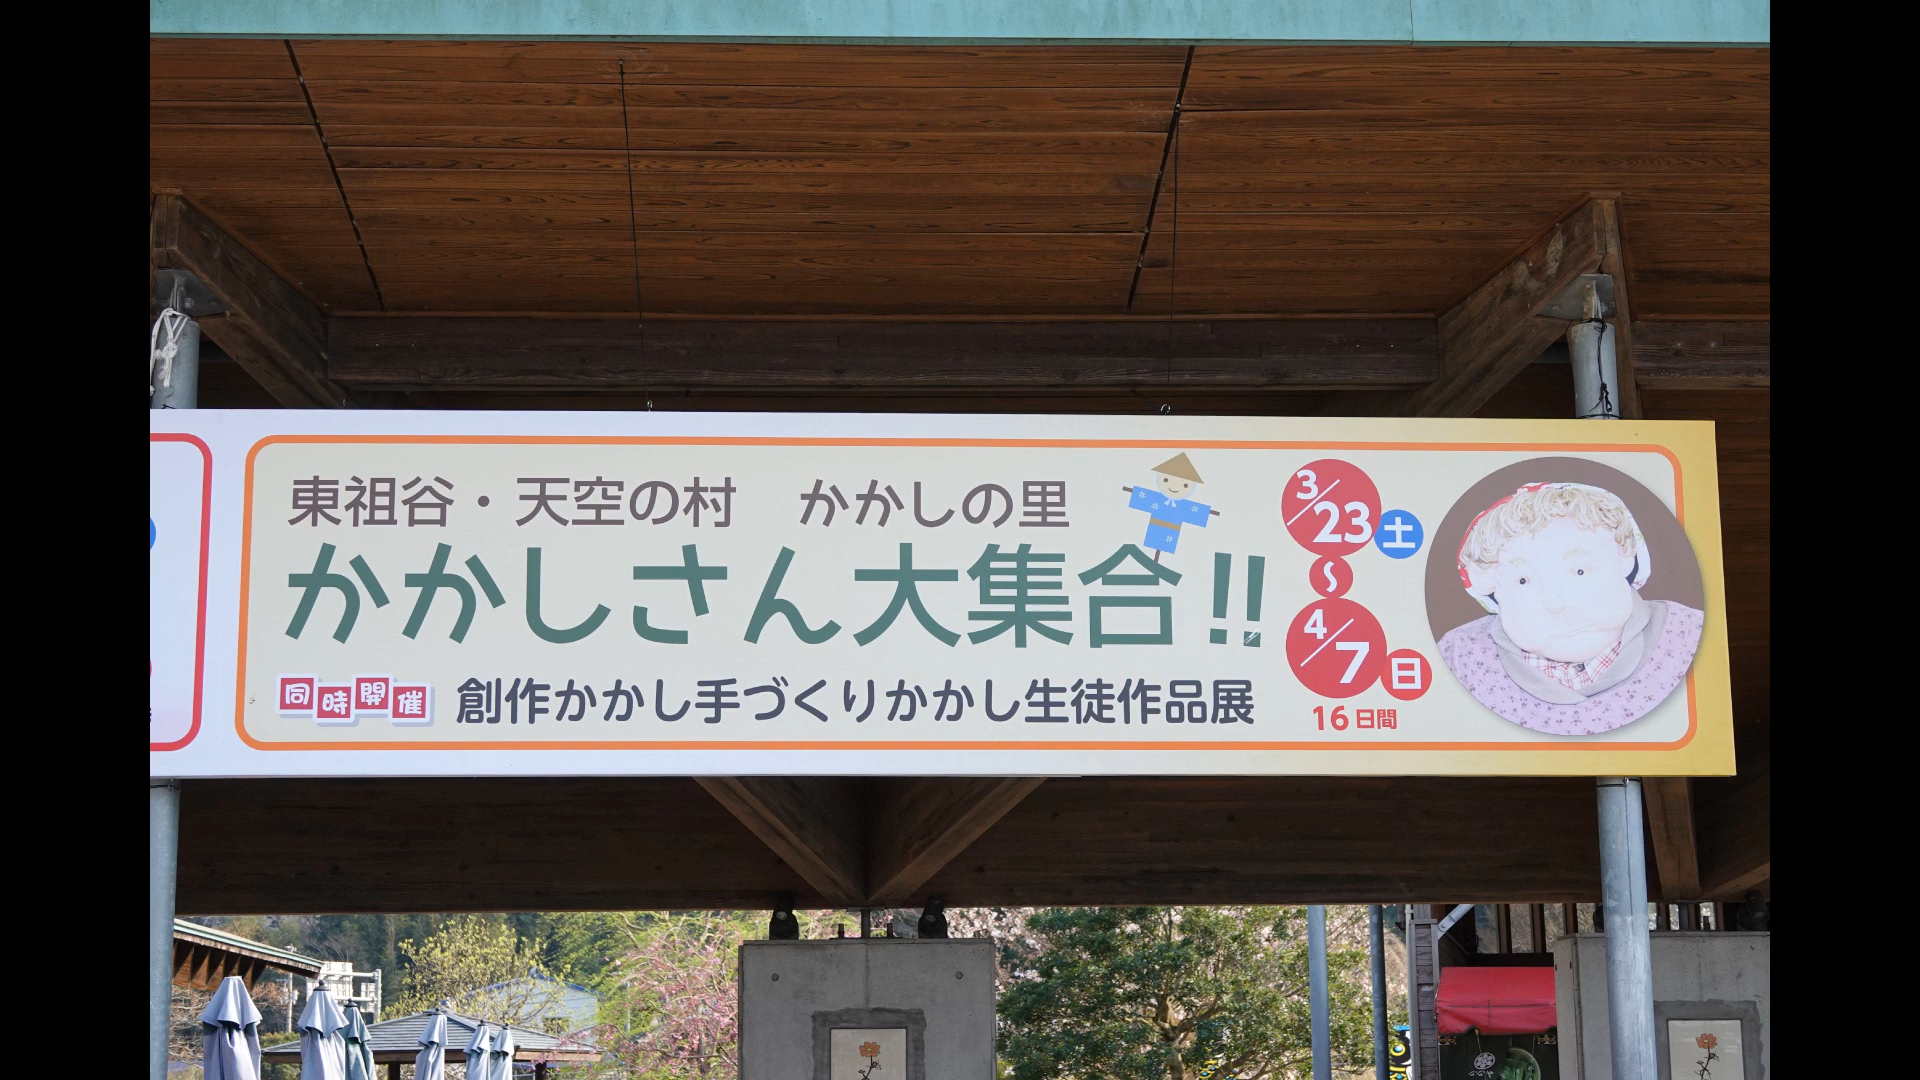 東祖谷・天空の村　かかしの里
かかしさん大集合!!
同時開催 創作かかし手づくりかかし生徒作品展
3/23土
〜
4/7日
16日間